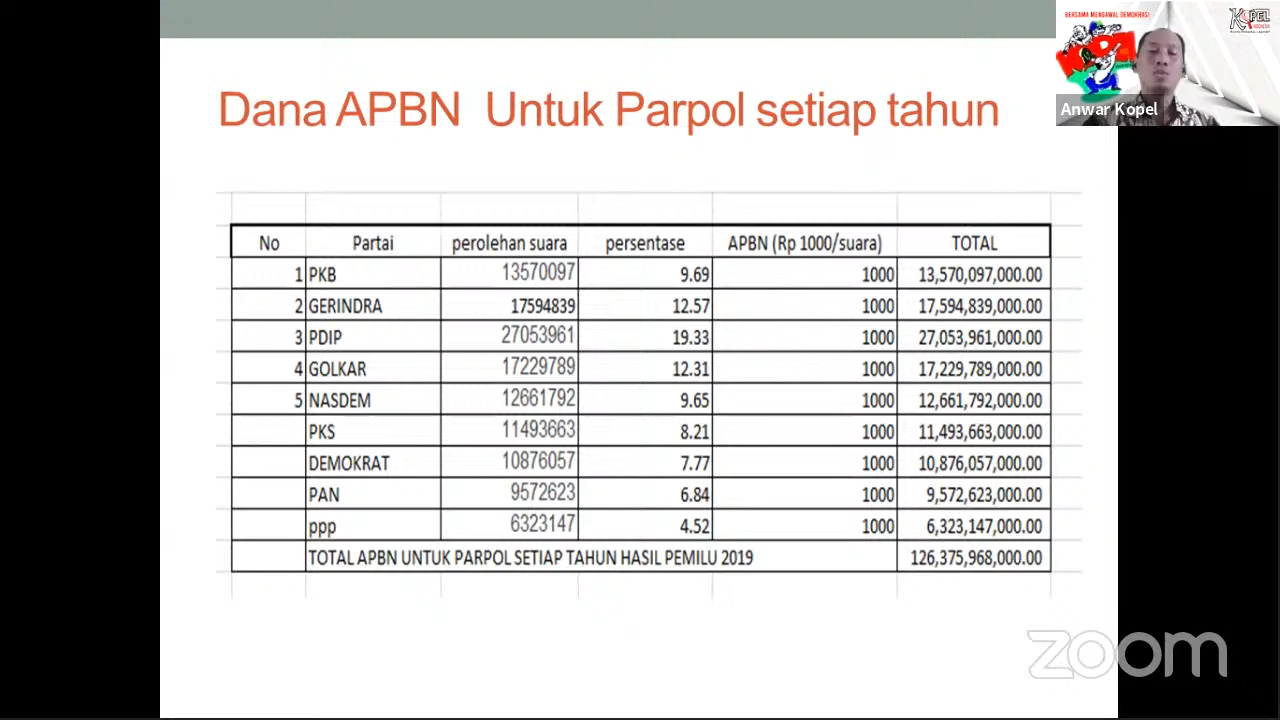 BERSAMA MENGAWAL DEMOKRASI
KOPEL
INDONESIA
Anwar Kopel
Dana APBN Untuk Parpol setiap tahun
No Partai perolehan suara persentase APBN (Rp 1000/suara) TOTAL
1 PKB 13570097 9.69 1000 13,570,097,000.00
2 GERINDRA 17594839 12.57 1000 17,594,839,000.00
3 PDIP 27053961 19.33 1000 27,053,961,000.00
4 GOLKAR 17229789 12.31 1000 17,229,789,000.00
5 NASDEM 12661792 9.65 1000 12,661,792,000.00
PKS 11493663 8.21 1000 11,493,663,000.00
DEMOKRAT 10876057 7.77 1000 10,876,057,000.00
PAN 9572623 6.84 1000 9,572,623,000.00
ppp 6323147 4.52 1000 6,323,147,000.00
TOTAL APBN UNTUK PARPOL SETIAP TAHUN HASIL PEMILU 2019 126,375,968,000.00
zoom